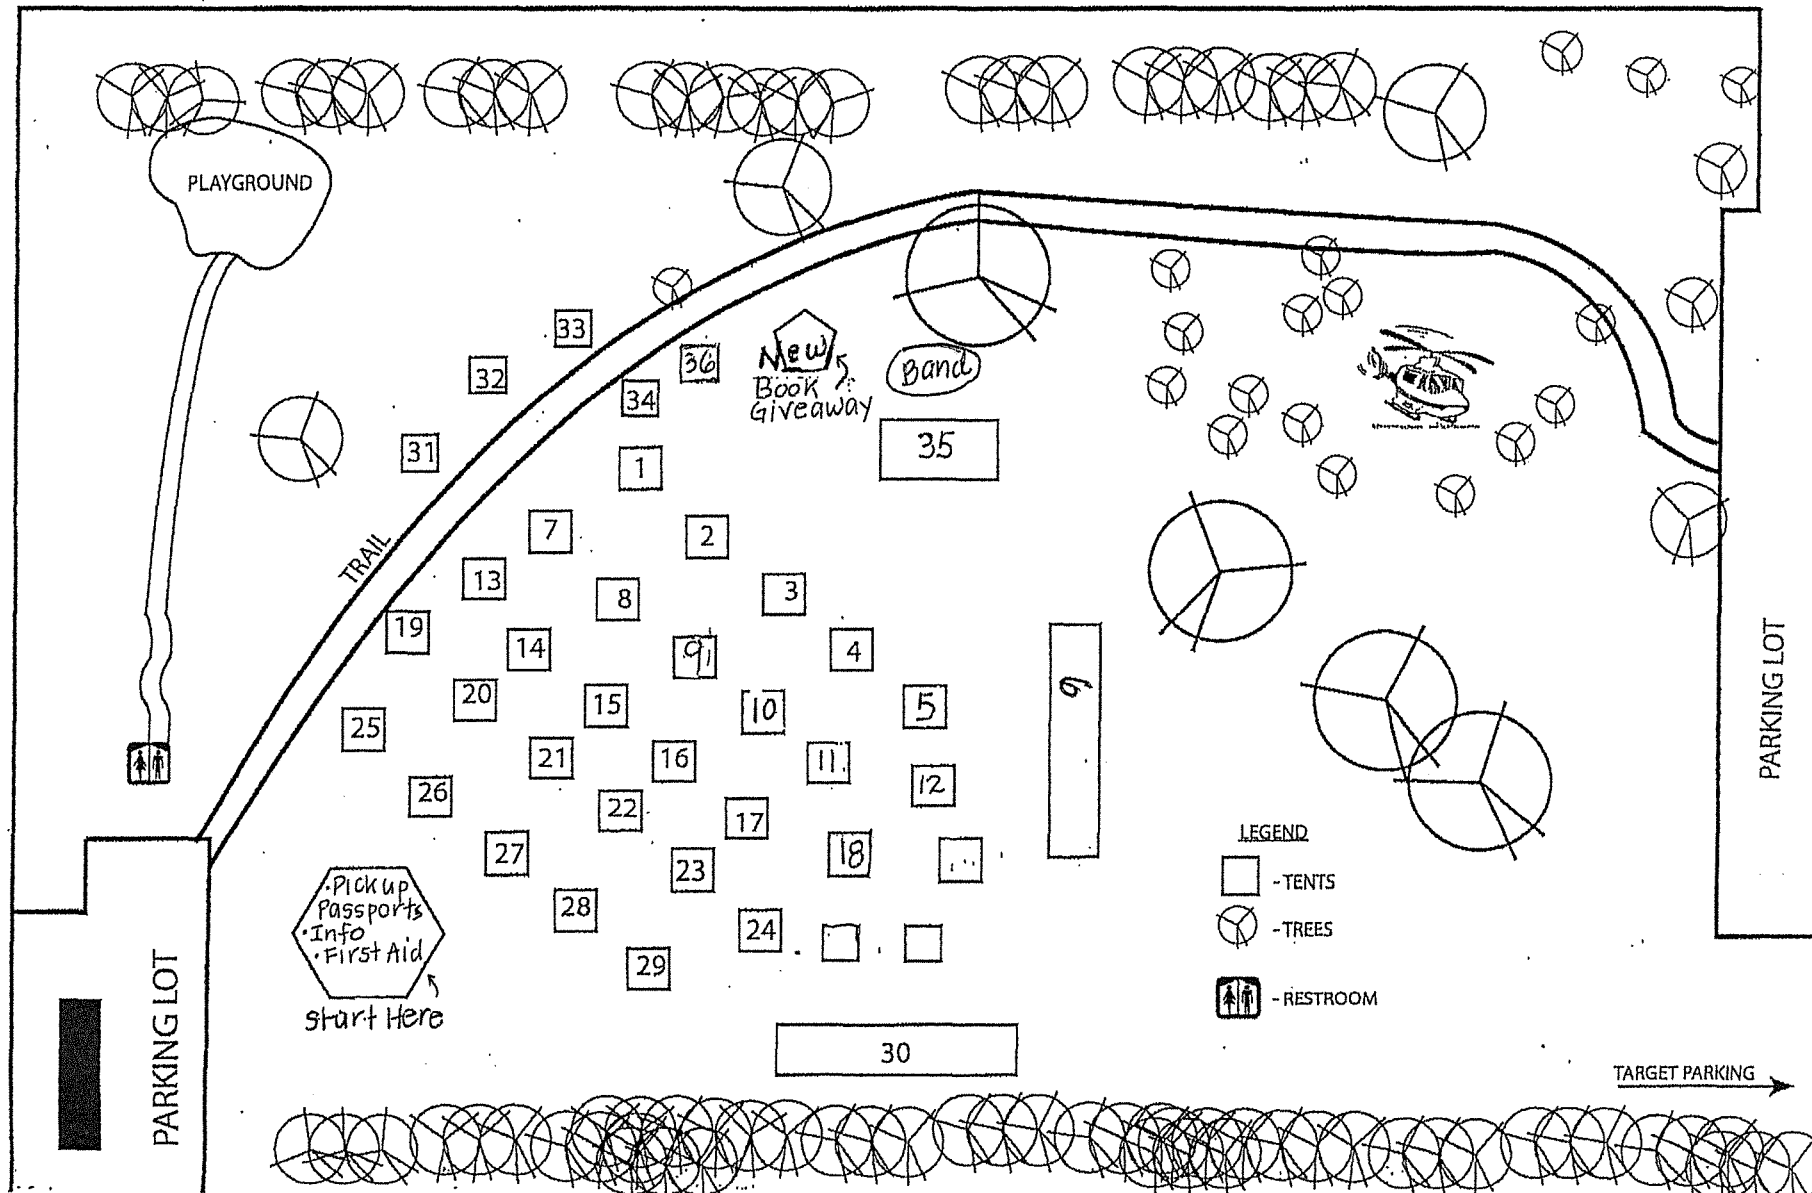 PLAYGROUND
33
36
New
Book
Giveaway
Band
32
34
35
31
1
7
2
TRAIL
13
8
3
19
14
9
4
20
15
10
5
6
25
21
16
11
12
26
22
17
27
23
18
28
24
29
30
• Pick up
Passports
• Info
• First Aid
Start Here
PARKING LOT
PARKING LOT
LEGEND
- TENTS
- TREES
- RESTROOM
TARGET PARKING